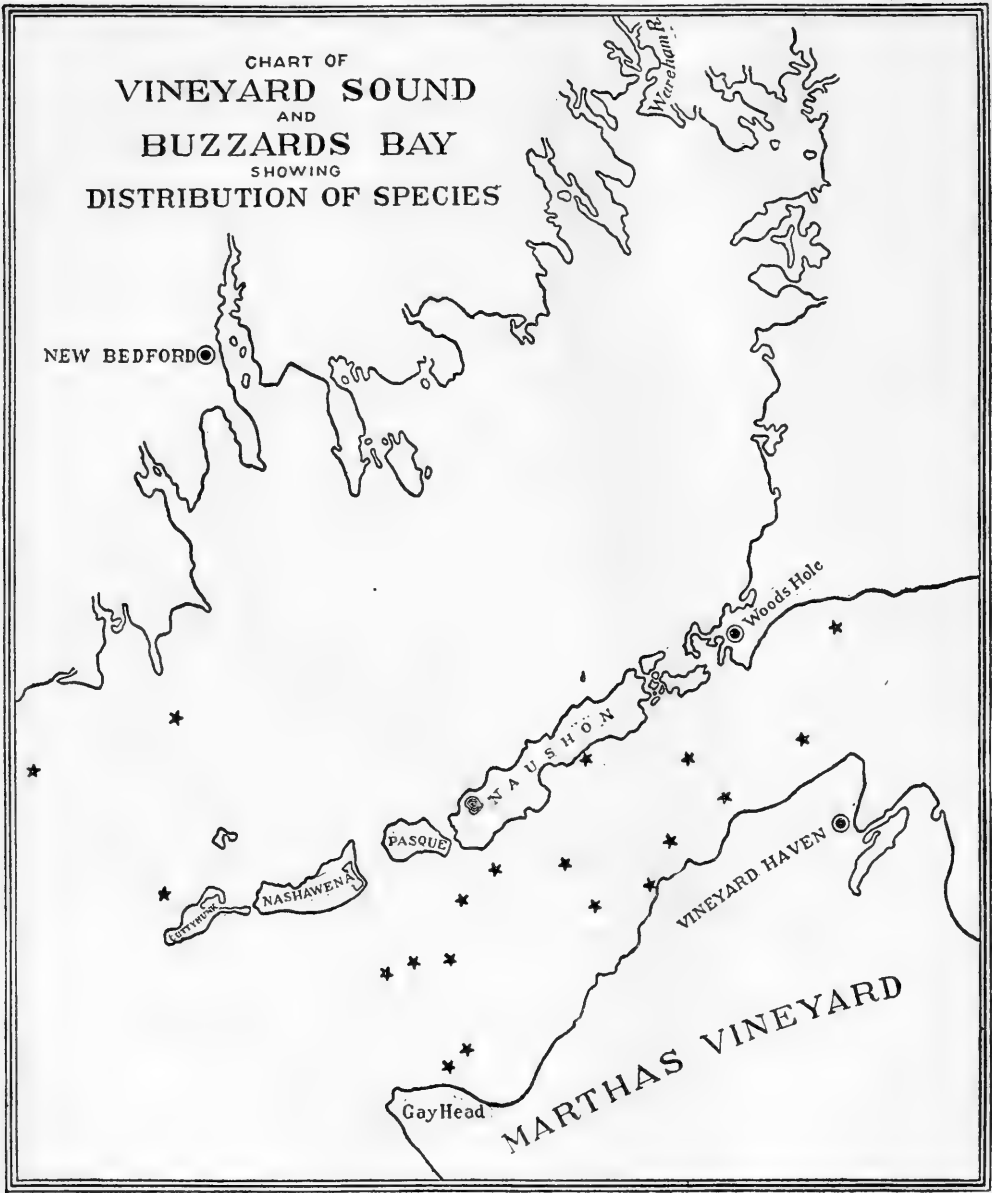 CHART OF
VINEYARD SOUND
AND
BUZZARDS BAY
SHOWING
DISTRIBUTION OF SPECIES
Wareham R.
NEW BEDFORD
Woods Hole
NAUSHON
PASQUE
NASHAWENA
CUTTYHUNK
VINEYARD HAVEN
MARTHAS VINEYARD
Gay Head